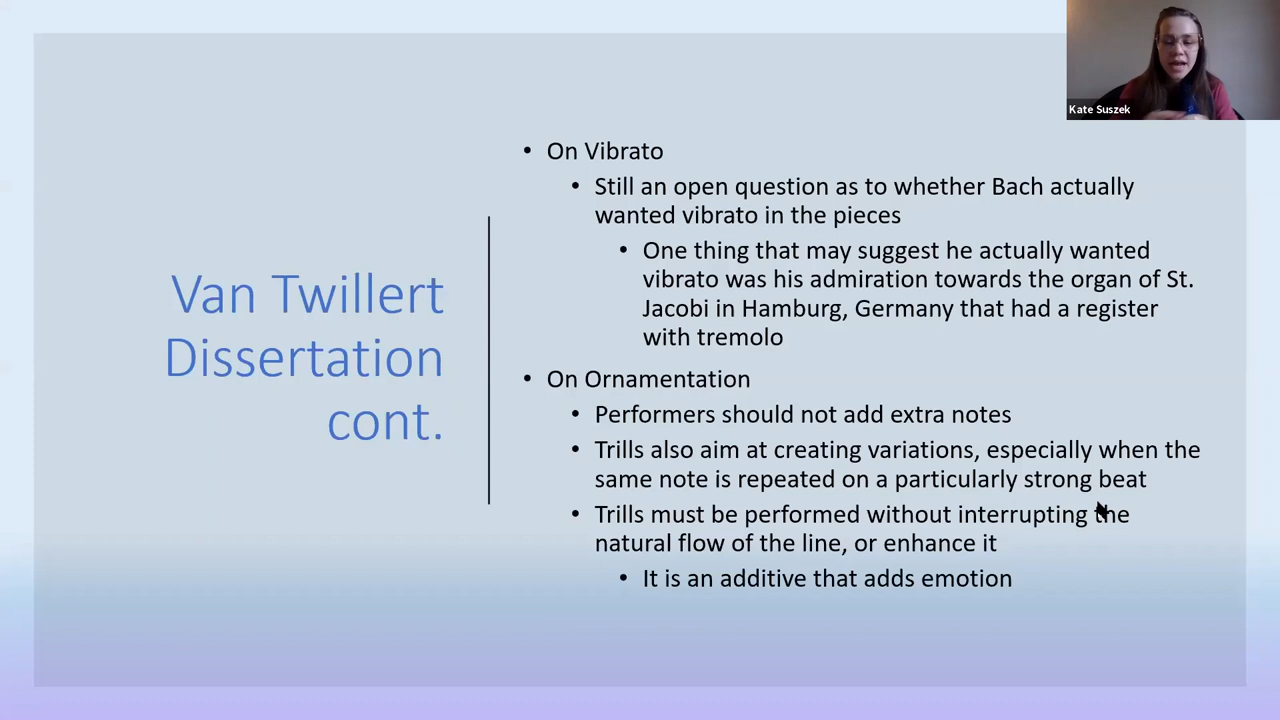 Kate Suszek
Van Twillert
Dissertation
cont.
• On Vibrato
• Still an open question as to whether Bach actually
wanted vibrato in the pieces
• One thing that may suggest he actually wanted
vibrato was his admiration towards the organ of St.
Jacobi in Hamburg, Germany that had a register
with tremolo
• On Ornamentation
• Performers should not add extra notes
• Trills also aim at creating variations, especially when the
same note is repeated on a particularly strong beat
• Trills must be performed without interrupting the
natural flow of the line, or enhance it
• It is an additive that adds emotion